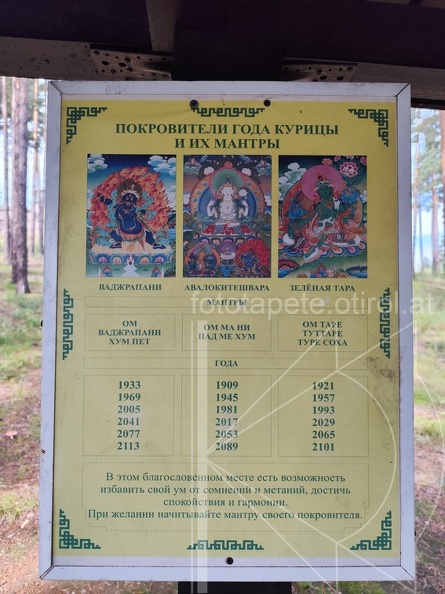 ПОКРОВИТЕЛИ ГОДА КУРИЦЫ
И ИХ МАНТРЫ
ВАДЖРАПАНИ АВАЛОКИТЕШВАРА ЗЕЛЁНАЯ ТАРА
МАНТРЫ
fototapete.otirol.at
ОМ
ВАДЖРАПАНИ
ХУМ ПЕТ
ОМ МА НИ
ПАД МЕ ХУМ
ОМ ТАРЕ
ТУТТАРЕ
ТУРЕ СОХА
ГОДА
1933 1909 1921
1969 1945 1957
2005 1981 1993
2041 2017 2029
2077 2053 2065
2113 2089 2101
В этом благословенном месте есть возможность
избавить свой ум от сомнений и метаний, достичь
спокойствия и гармонии.
При желании начитывайте мантру своего покровителя.